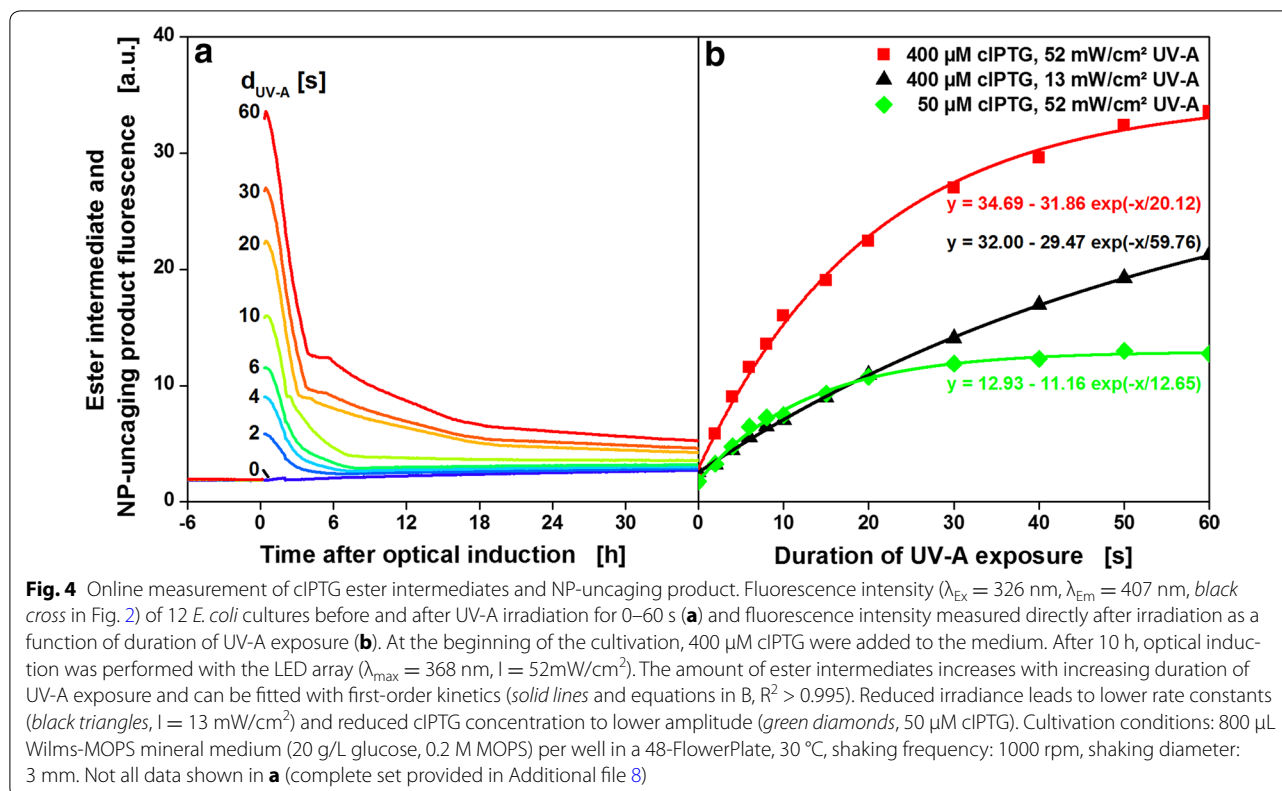 Ester intermediate and
NP-uncaging product fluorescence [a.u.]
40
30
20
10
0
a
d_UV-A [s]
60
30
20
10
6
4
2
0
-6 0 6 12 18 24 30
Time after optical induction [h]
b
400 µM cIPTG, 52 mW/cm² UV-A
400 µM cIPTG, 13 mW/cm² UV-A
50 µM cIPTG, 52 mW/cm² UV-A
y = 34.69 - 31.86 exp(-x/20.12)
y = 32.00 - 29.47 exp(-x/59.76)
y = 12.93 - 11.16 exp(-x/12.65)
0 10 20 30 40 50 60
Duration of UV-A exposure [s]
Fig. 4 Online measurement of cIPTG ester intermediates and NP-uncaging product. Fluorescence intensity (λEx = 326 nm, λEm = 407 nm, black
cross in Fig. 2) of 12 E. coli cultures before and after UV-A irradiation for 0–60 s (a) and fluorescence intensity measured directly after irradiation as a
function of duration of UV-A exposure (b). At the beginning of the cultivation, 400 µM cIPTG were added to the medium. After 10 h, optical induc-
tion was performed with the LED array (λmax = 368 nm, I = 52mW/cm²). The amount of ester intermediates increases with increasing duration of
UV-A exposure and can be fitted with first-order kinetics (solid lines and equations in B, R² > 0.995). Reduced irradiance leads to lower rate constants
(black triangles, I = 13 mW/cm²) and reduced cIPTG concentration to lower amplitude (green diamonds, 50 µM cIPTG). Cultivation conditions: 800 µL
Wilms-MOPS mineral medium (20 g/L glucose, 0.2 M MOPS) per well in a 48-FlowerPlate, 30 °C, shaking frequency: 1000 rpm, shaking diameter:
3 mm. Not all data shown in a (complete set provided in Additional file 8)